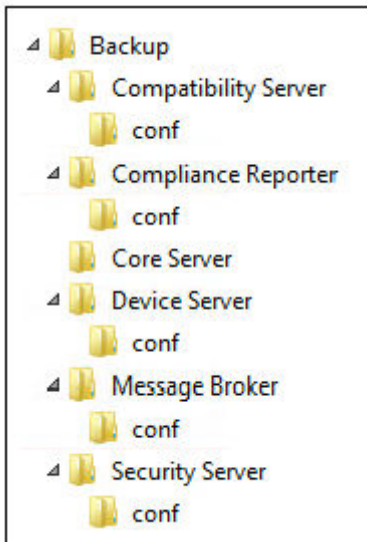 Backup
Compatibility Server
conf
Compliance Reporter
conf
Core Server
Device Server
conf
Message Broker
conf
Security Server
conf